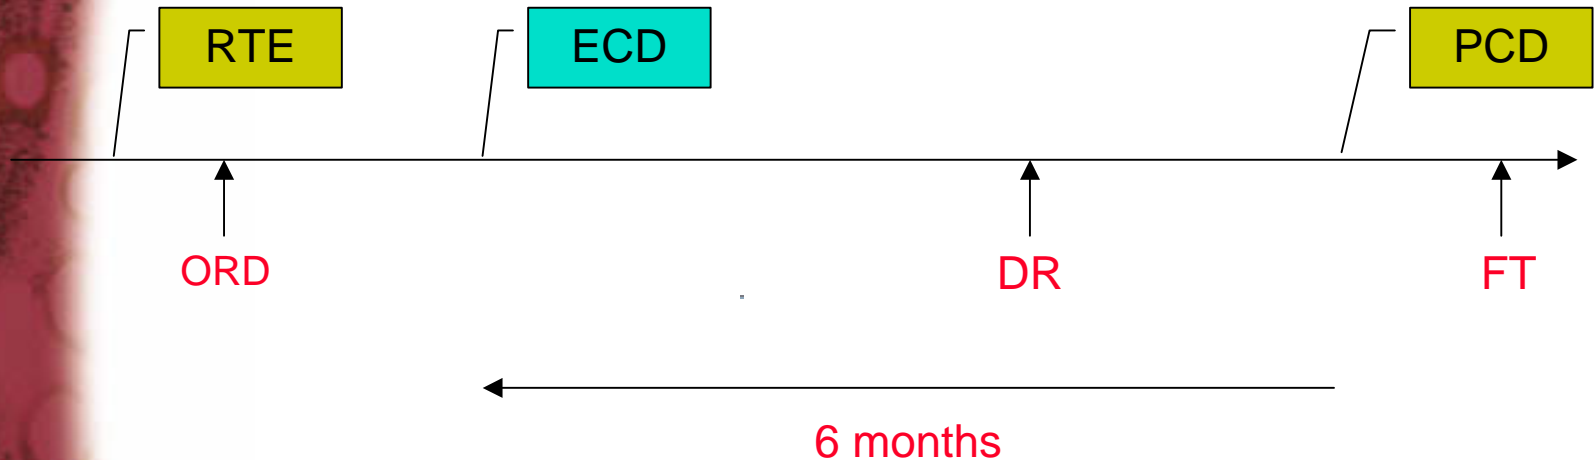 RTE
ECD
PCD
ORD
DR
FT
6 months